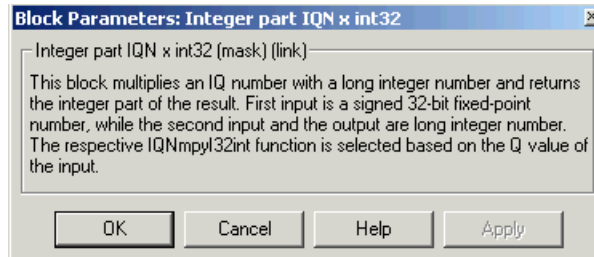 Block Parameters: Integer part IQN x int32
Integer part IQN x int32 (mask) (link)
This block multiplies an IQ number with a long integer number and returns
the integer part of the result. First input is a signed 32-bit fixed-point
number, while the second input and the output are long integer number.
The respective IQNmpyI32int function is selected based on the Q value of
the input.
OK Cancel Help Apply